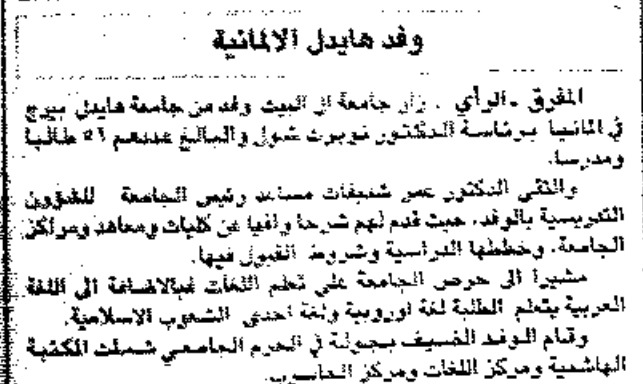 وفد هايدل الالمانية
المفرق - الرأي - زار جامعة ال البيت وفد من جامعة هايدل بيرج
في المانيا برئاسة الدكتور نوبرت شول والبالغ عددهم ٥٦ طالبا
ومدرسا.
والتقى الدكتور عمر شديفات مساعد رئيس الجامعة للشؤون
التدريسية بالوفد، حيث قدم لهم شرحا وافيا عن كليات ومعاهد ومراكز
الجامعة، وخططها الدراسية وشروط القبول فيها.
مشيرا الى حرص الجامعة على تعلم اللغات فبالاضافة الى اللغة
العربية يتعلم الطلبة لغة اوروبية ولغة احدى الشعوب الاسلامية.
وقام الوفد الضيف بجولة في الحرم الجامعي شملت المكتبة
الهاشمية ومركز اللغات ومركز الحاسوب.